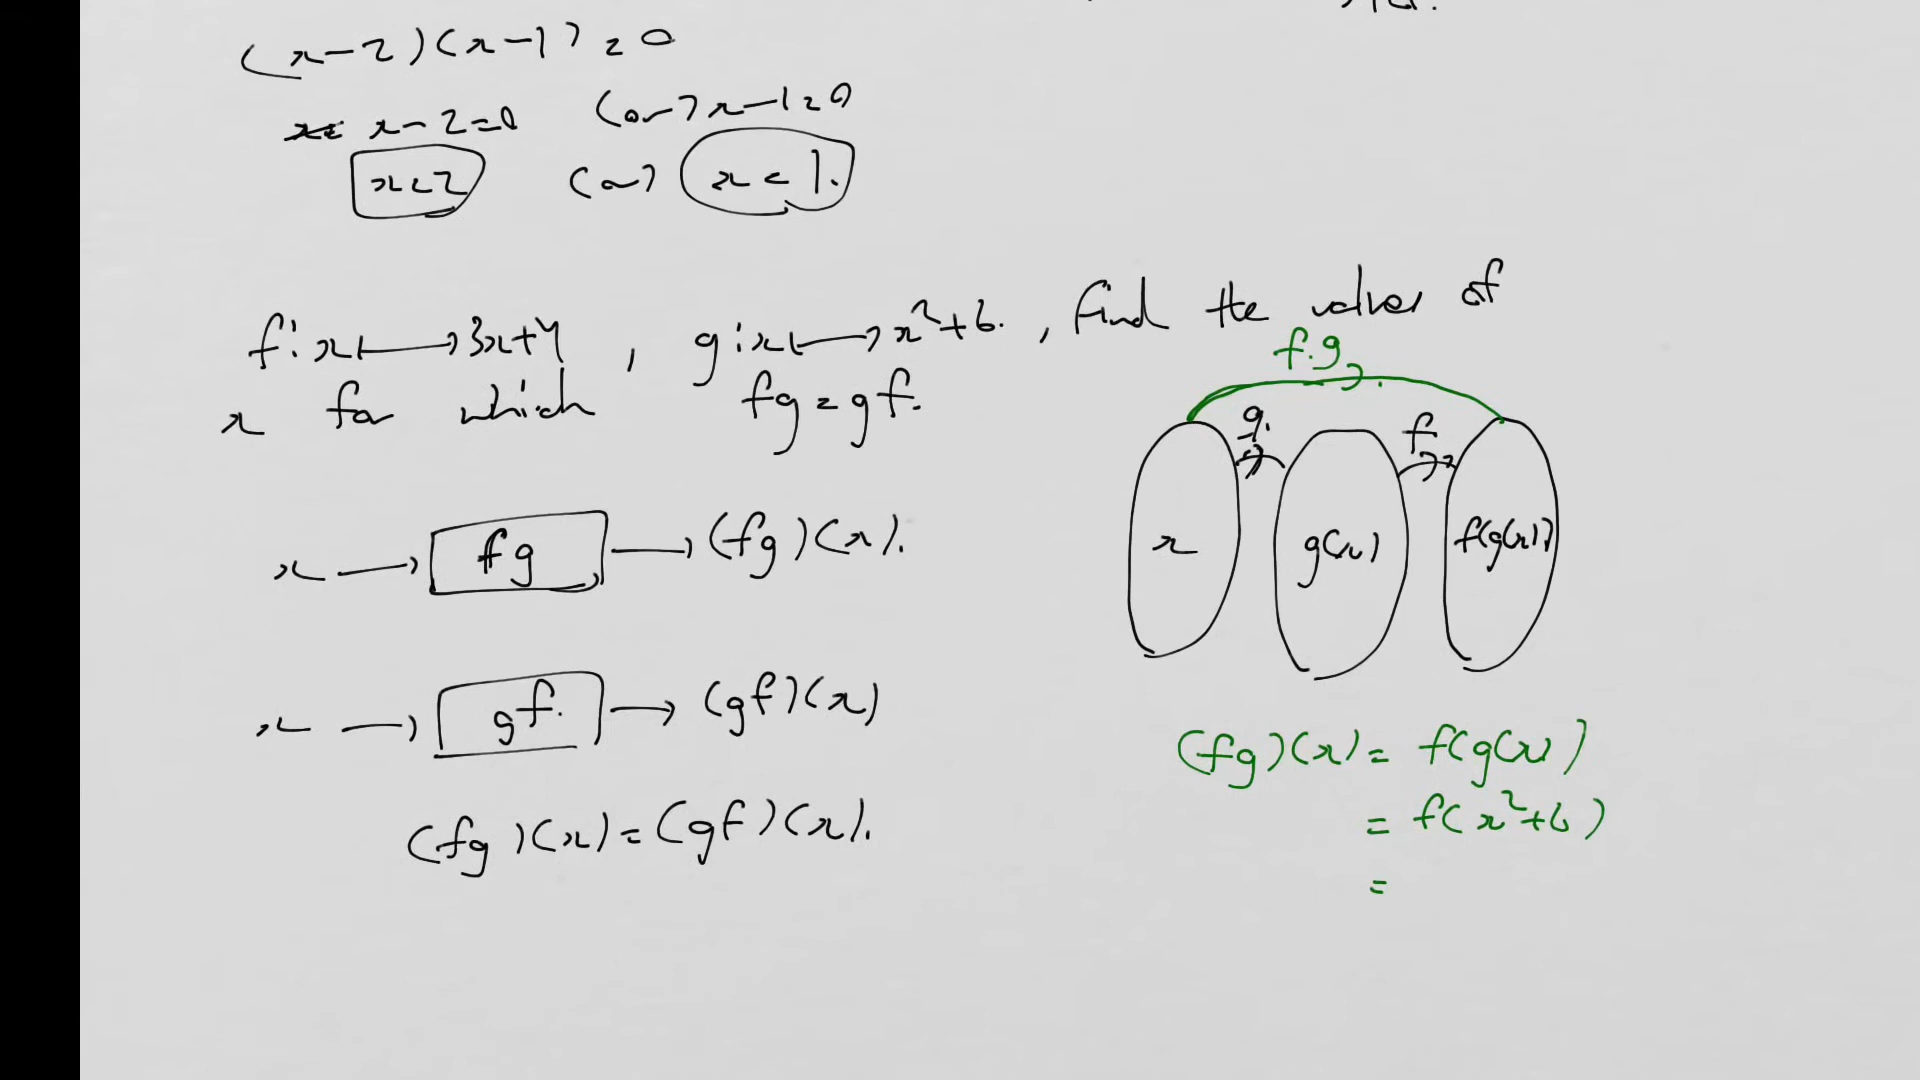 (x-2)(x-1)=0
x-2=0 (or) x-1=0
x=2 (or) x=1.
f:x↦3x+4, g:x↦x²+6., Find the values of
x for which fg=gf.
f.g
g. f
x g(x) f(g(x))
x → fg → (fg)(x).
x → gf. → (gf)(x)
(fg)(x)=(gf)(x).
(fg)(x)= f(g(x)
= f(x²+6)
=